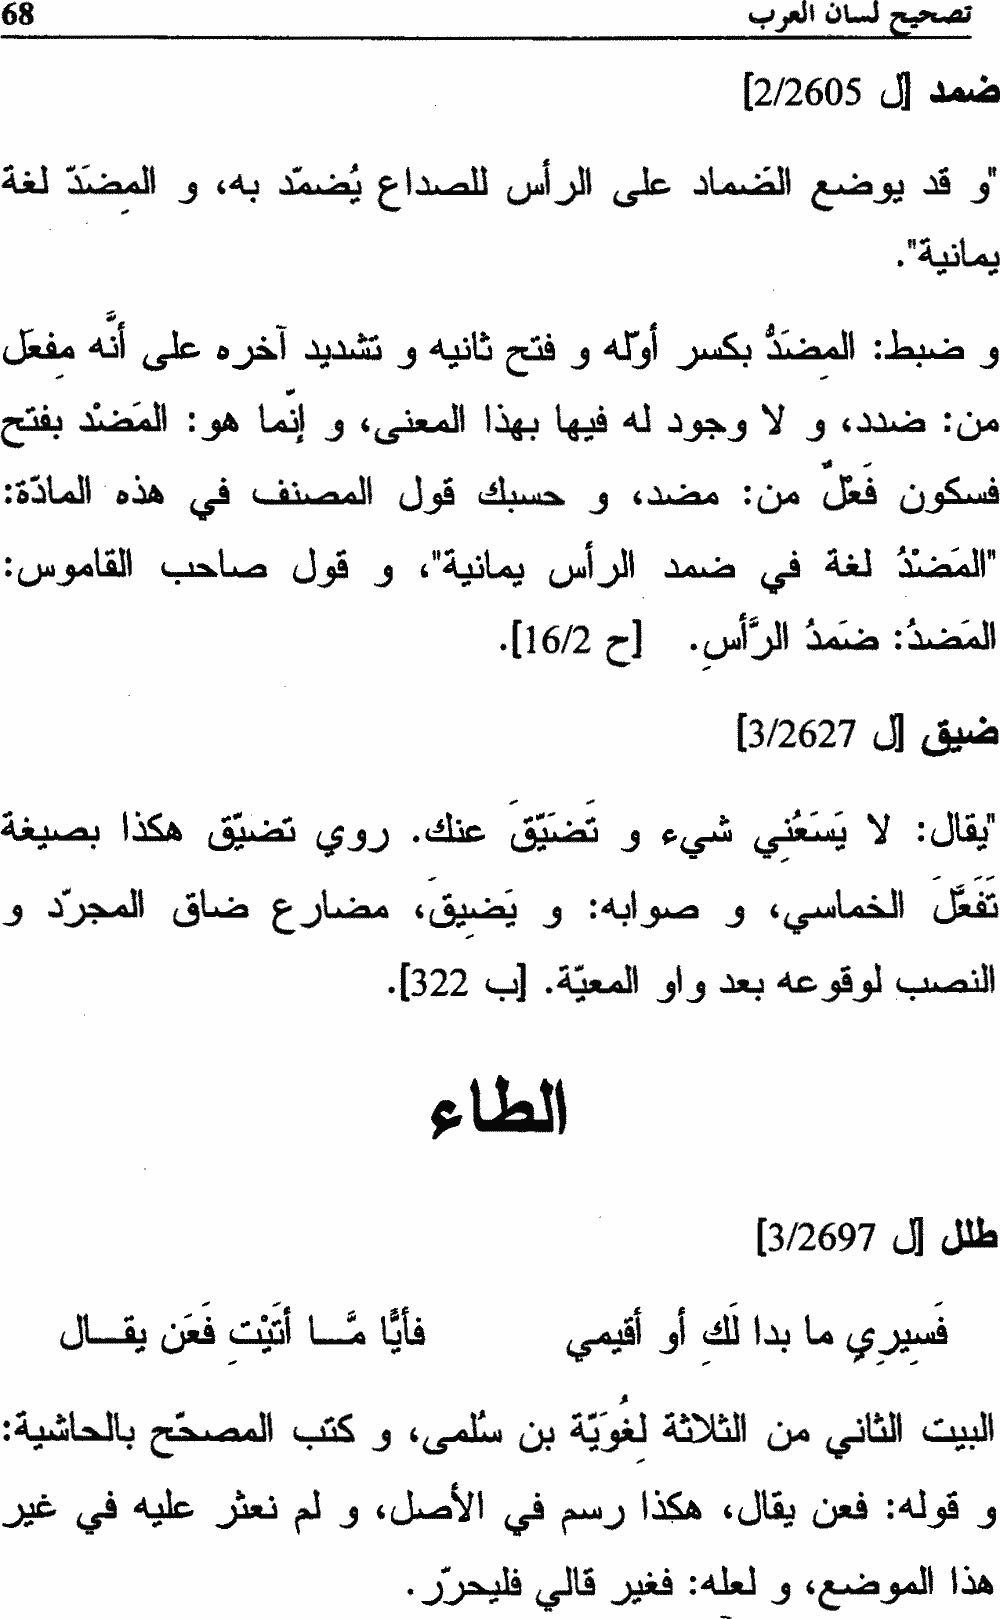 تصحيح لسان العرب 68
ضمد [ل 2/2605]
"و قد يوضع الضماد على الرأس للصداع يُضمّد به، و المِضَدّ لغة
يمانية".
و ضبط: المِضَدُّ بكسر أوّله و فتح ثانيه و تشديد آخره على أنَّه مِفعَل
من: ضدد، و لا وجود له فيها بهذا المعنى، و إنّما هو: المَضْد بفتح
فسكون فَعْلٌ من: مضد، و حسبك قول المصنف في هذه المادّة:
"المَضْدُ لغة في ضمد الرأس يمانية"، و قول صاحب القاموس:
المَضدُ: ضَمَدُ الرَّأسِ. [ح 16/2].
ضيق [ل 3/2627]
"يقال: لا يَسَعُنِي شيء و تَضَيَّقَ عنك. روي تضيّق هكذا بصيغة
تَفَعَّلَ الخماسي، و صوابه: و يَضيِقَ، مضارع ضاق المجرّد و
النصب لوقوعه بعد واو المعيّة. [ب 322].
الطاء
طلل [ل 3/2697]
فَسِيرِي ما بدا لَكِ أو أقيمي فأيًّا مَّا أتَيْتِ فَعَن يقال
البيت الثاني من الثلاثة لِغُوَيّة بن سُلمى، و كتب المصحّح بالحاشية:
و قوله: فعن يقال، هكذا رسم في الأصل، و لم نعثر عليه في غير
هذا الموضع، و لعله: فغير قالي فليحرّر.